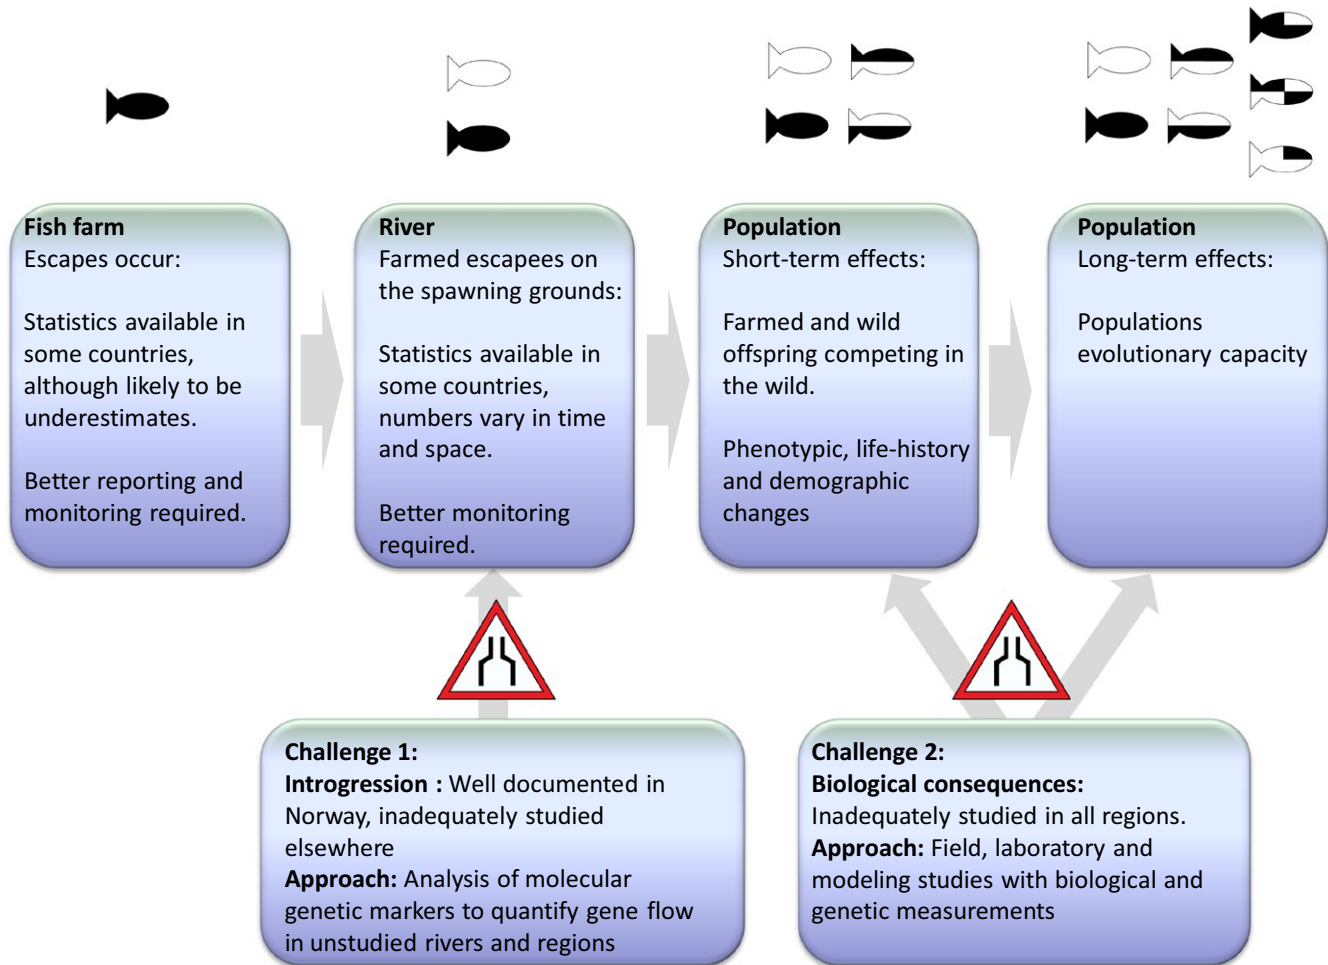 Fish farm
Escapes occur:
Statistics available in
some countries,
although likely to be
underestimates.
Better reporting and
monitoring required.
River
Farmed escapees on
the spawning grounds:
Statistics available in
some countries,
numbers vary in time
and space.
Better monitoring
required.
Population
Short-term effects:
Farmed and wild
offspring competing in
the wild.
Phenotypic, life-history
and demographic
changes
Population
Long-term effects:
Populations
evolutionary capacity
Challenge 1:
Introgression : Well documented in
Norway, inadequately studied
elsewhere
Approach: Analysis of molecular
genetic markers to quantify gene flow
in unstudied rivers and regions
Challenge 2:
Biological consequences:
Inadequately studied in all regions.
Approach: Field, laboratory and
modeling studies with biological and
genetic measurements